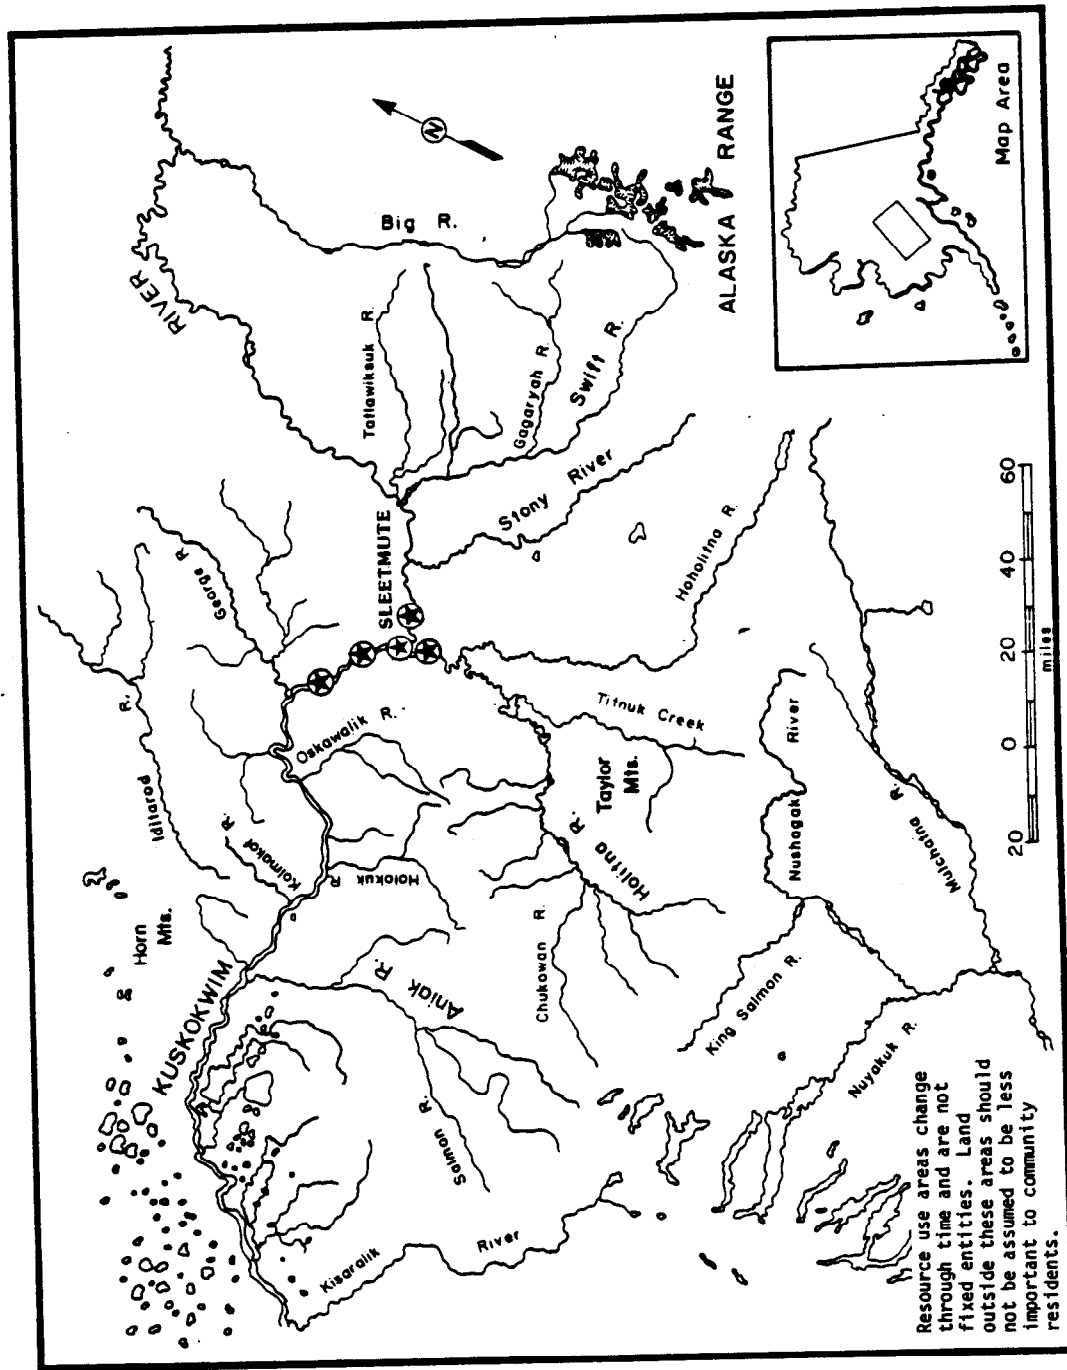 RIVER
Big R.
N
ALASKA RANGE
Map Area
Tatlawiksuk R.
Gagaryah R.
Swift R.
Stony River
SLEETMUTE
George R.
Iditarod R.
Oskawalik R.
Kolmakof R.
Holokuk R.
Horn
Mts.
KUSKOKWIM
Aniak R.
Salmon R.
Kisaralik River
Hoholitna R.
Titnuk Creek
Taylor
Mts.
Holitna R.
Chukowan R.
Nushagak River
King Salmon R.
Mulchatna R.
Nuyakuk R.
20 0 20 40 60
miles
Resource use areas change
through time and are not
fixed entities. Land
outside these areas should
not be assumed to be less
important to community
residents.